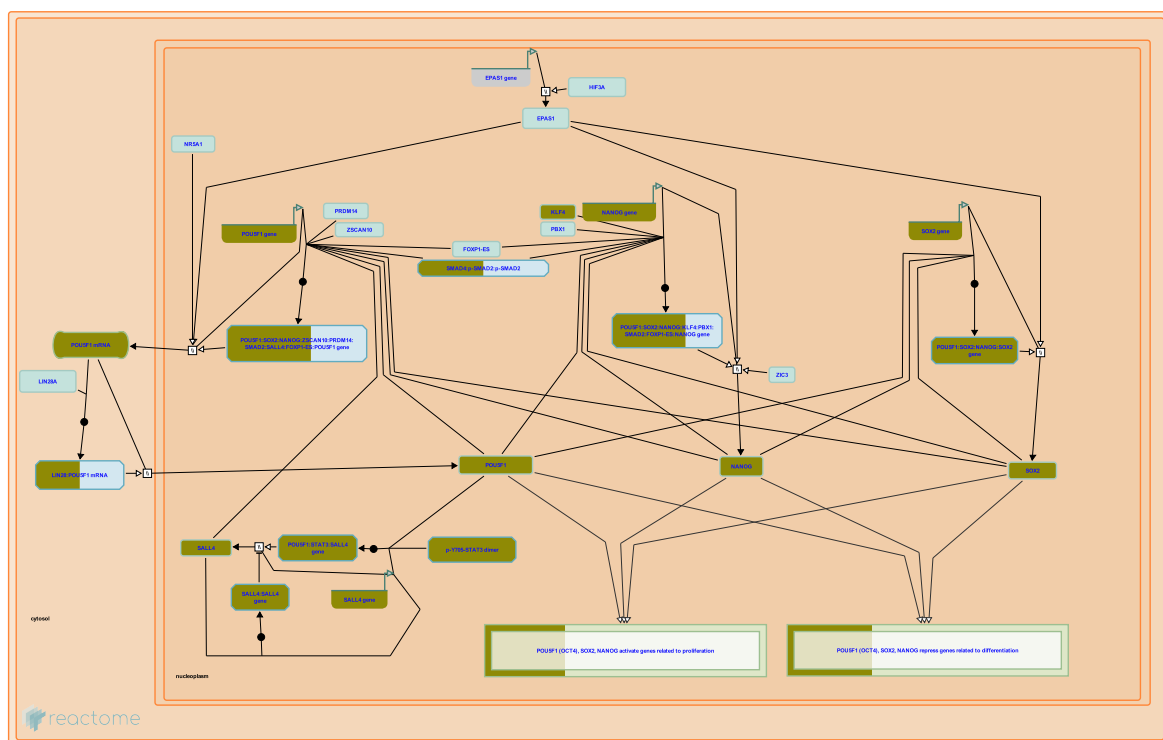 EPAS1 gene
HIF3A
EPAS1
NR5A1
PRDM14
KLF4
NANOG gene
POU5F1 gene
ZSCAN10
PBX1
SOX2 gene
FOXP1-ES
SMAD4:p-SMAD2:p-SMAD2
POU5F1:SOX2:NANOG:ZSCAN10:PRDM14:
SMAD2:SALL4:FOXP1-ES:POU5F1 gene
POU5F1:SOX2:NANOG:KLF4:PBX1:
SMAD2:FOXP1-ES:NANOG gene
POU5F1 mRNA
POU5F1:SOX2:NANOG:SOX2
gene
ZIC3
LIN28A
LIN28:POU5F1 mRNA
POU5F1
NANOG
SOX2
SALL4
POU5F1:STAT3:SALL4
gene
p-Y705-STAT3 dimer
SALL4:SALL4
gene
SALL4 gene
cytosol
POU5F1 (OCT4), SOX2, NANOG activate genes related to proliferation
POU5F1 (OCT4), SOX2, NANOG repress genes related to differentiation
nucleoplasm
reactome